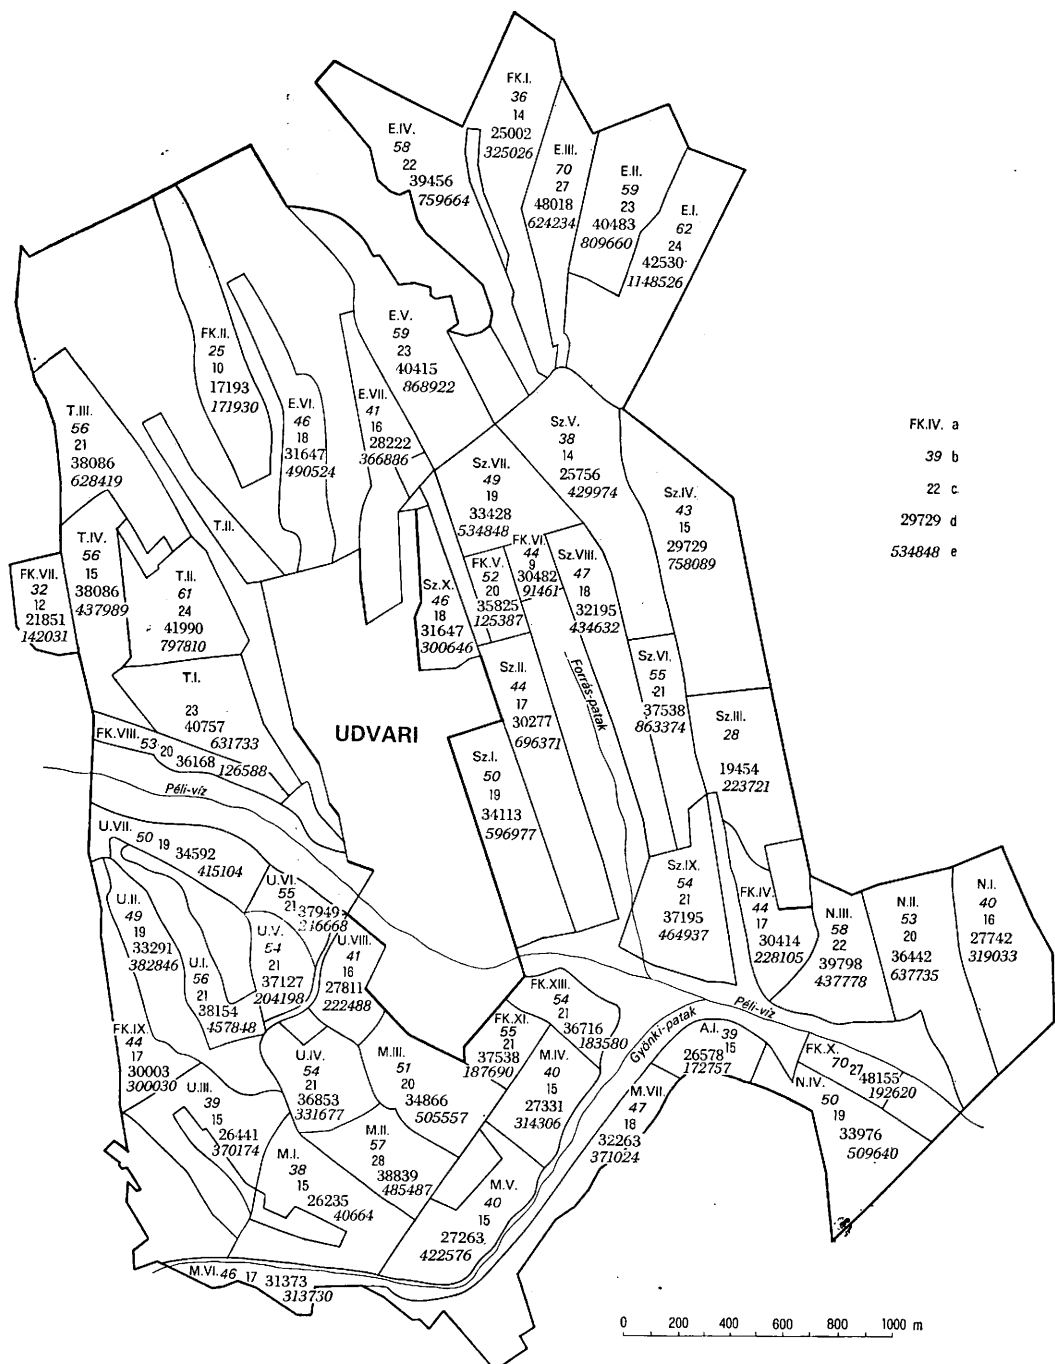 FK.I.
36
14
25002
325026
E.IV.
58
22
39456
759664
E.III.
70
27
48018
624234
E.II.
59
23
40483
809660
E.I.
62
24
42530
1148526
FK.II.
25
10
17193
171930
E.V.
59
23
40415
868922
E.VI.
46
18
31647
490524
E.VII.
41
16
28222
366886
T.III.
56
21
38086
628419
T.II.
Sz.V.
38
14
25756
429974
Sz.VII.
49
19
33428
534848
Sz.IV.
43
15
29729
758089
FK.IV. a
39 b
22 c
29729 d
534848 e
T.IV.
56
15
38086
437989
FK.VII.
32
12
21851
142031
T.II.
61
24
41990
797810
Sz.X.
46
18
31647
300646
FK.V.
52
20
35825
125387
FK.VI.
44
9
30482
91461
Sz.VIII.
47
18
32195
434632
T.I.
23
40757
631733
Sz.II.
44
17
30277
696371
Forrás-patak
Sz.VI.
55
21
37538
863374
Sz.III.
28
19454
223721
UDVARI
FK.VIII. 53 20 36168 126588
Péli-víz
Sz.I.
50
19
34113
596977
U.VII. 50 19 34592
415104
U.VI.
55
21
37949
U.II.
49
19
33291
382846
U.I.
56
21
38154
457848
U.V.
54
21
37127
204198
U.VIII.
41
16
27811
222488
Sz.IX.
54
21
37195
464937
FK.IV.
44
17
30414
228105
N.III.
58
22
39798
437778
N.II.
53
20
36442
637735
N.I.
40
16
27742
319033
FK.XIII.
54
21
36716
183580
Péli-víz
Gyönki-patak
FK.IX.
44
17
30003
300030
U.IV.
54
21
36853
331677
M.III.
51
20
34866
505557
FK.XI.
55
21
37538
187690
M.IV.
40
15
27331
314306
A.I. 39
15
26578
172757
FK.X.
70 27 48155
192620
U.III.
39
15
26441
370174
M.VII.
47
18
32263
371024
N.IV.
50
19
33976
509640
M.I.
38
15
26235
40664
M.II.
57
28
38839
485487
M.V.
40
15
27263
422576
M.VI. 46 17 31373
313730
0 200 400 600 800 1000 m